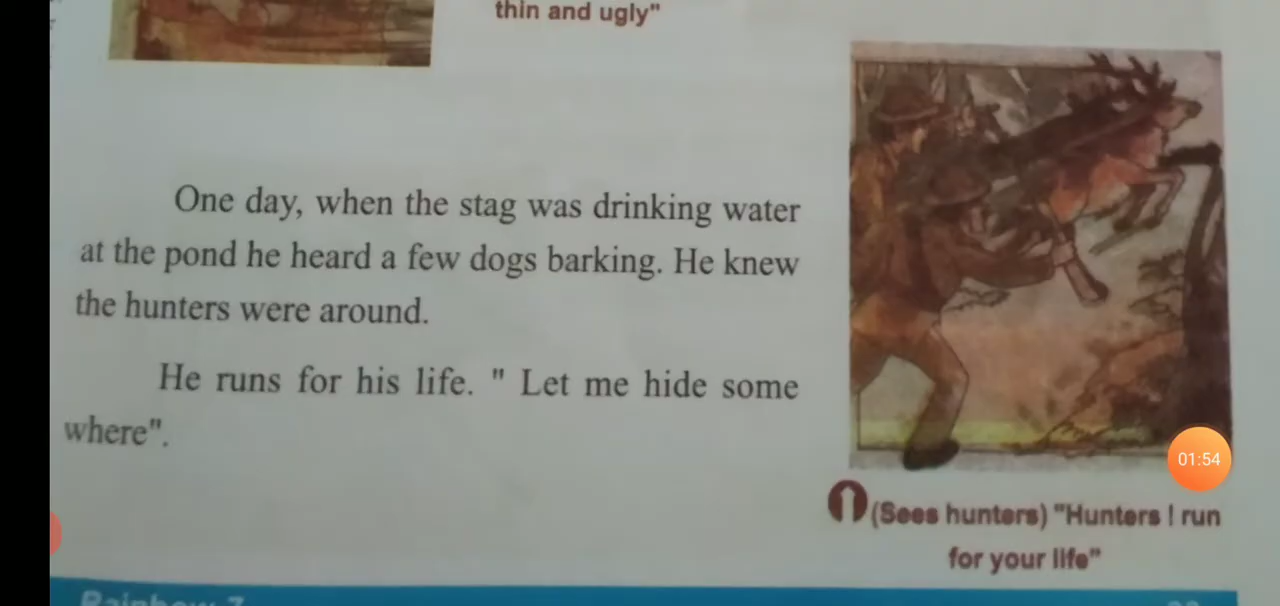 thin and ugly"
One day, when the stag was drinking water
at the pond he heard a few dogs barking. He knew
the hunters were around.
He runs for his life. " Let me hide some
where".
01:54
(Sees hunters) "Hunters ! run
for your life"
Rainbow 7